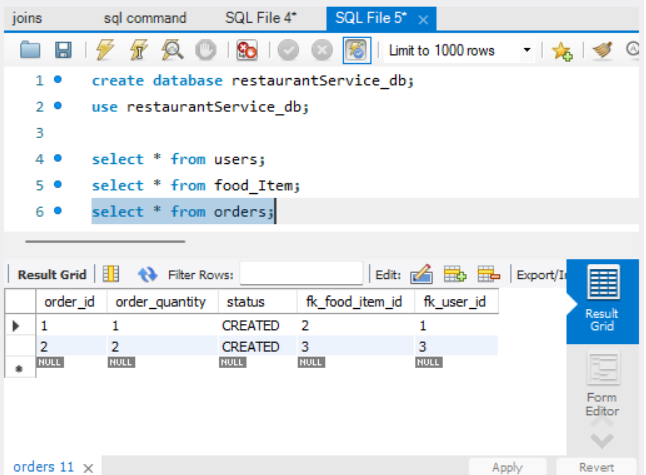 joins sql command SQL File 4* SQL File 5* ×
Limit to 1000 rows
1 create database restaurantService_db;
2 use restaurantService_db;
3
4 select * from users;
5 select * from food_Item;
6 select * from orders;
Result Grid Filter Rows: Edit: Export/I
order_id order_quantity status fk_food_item_id fk_user_id
1 1 CREATED 2 1
2 2 CREATED 3 3
NULL NULL NULL NULL NULL
Result
Grid
Form
Editor
orders 11 × Apply Revert